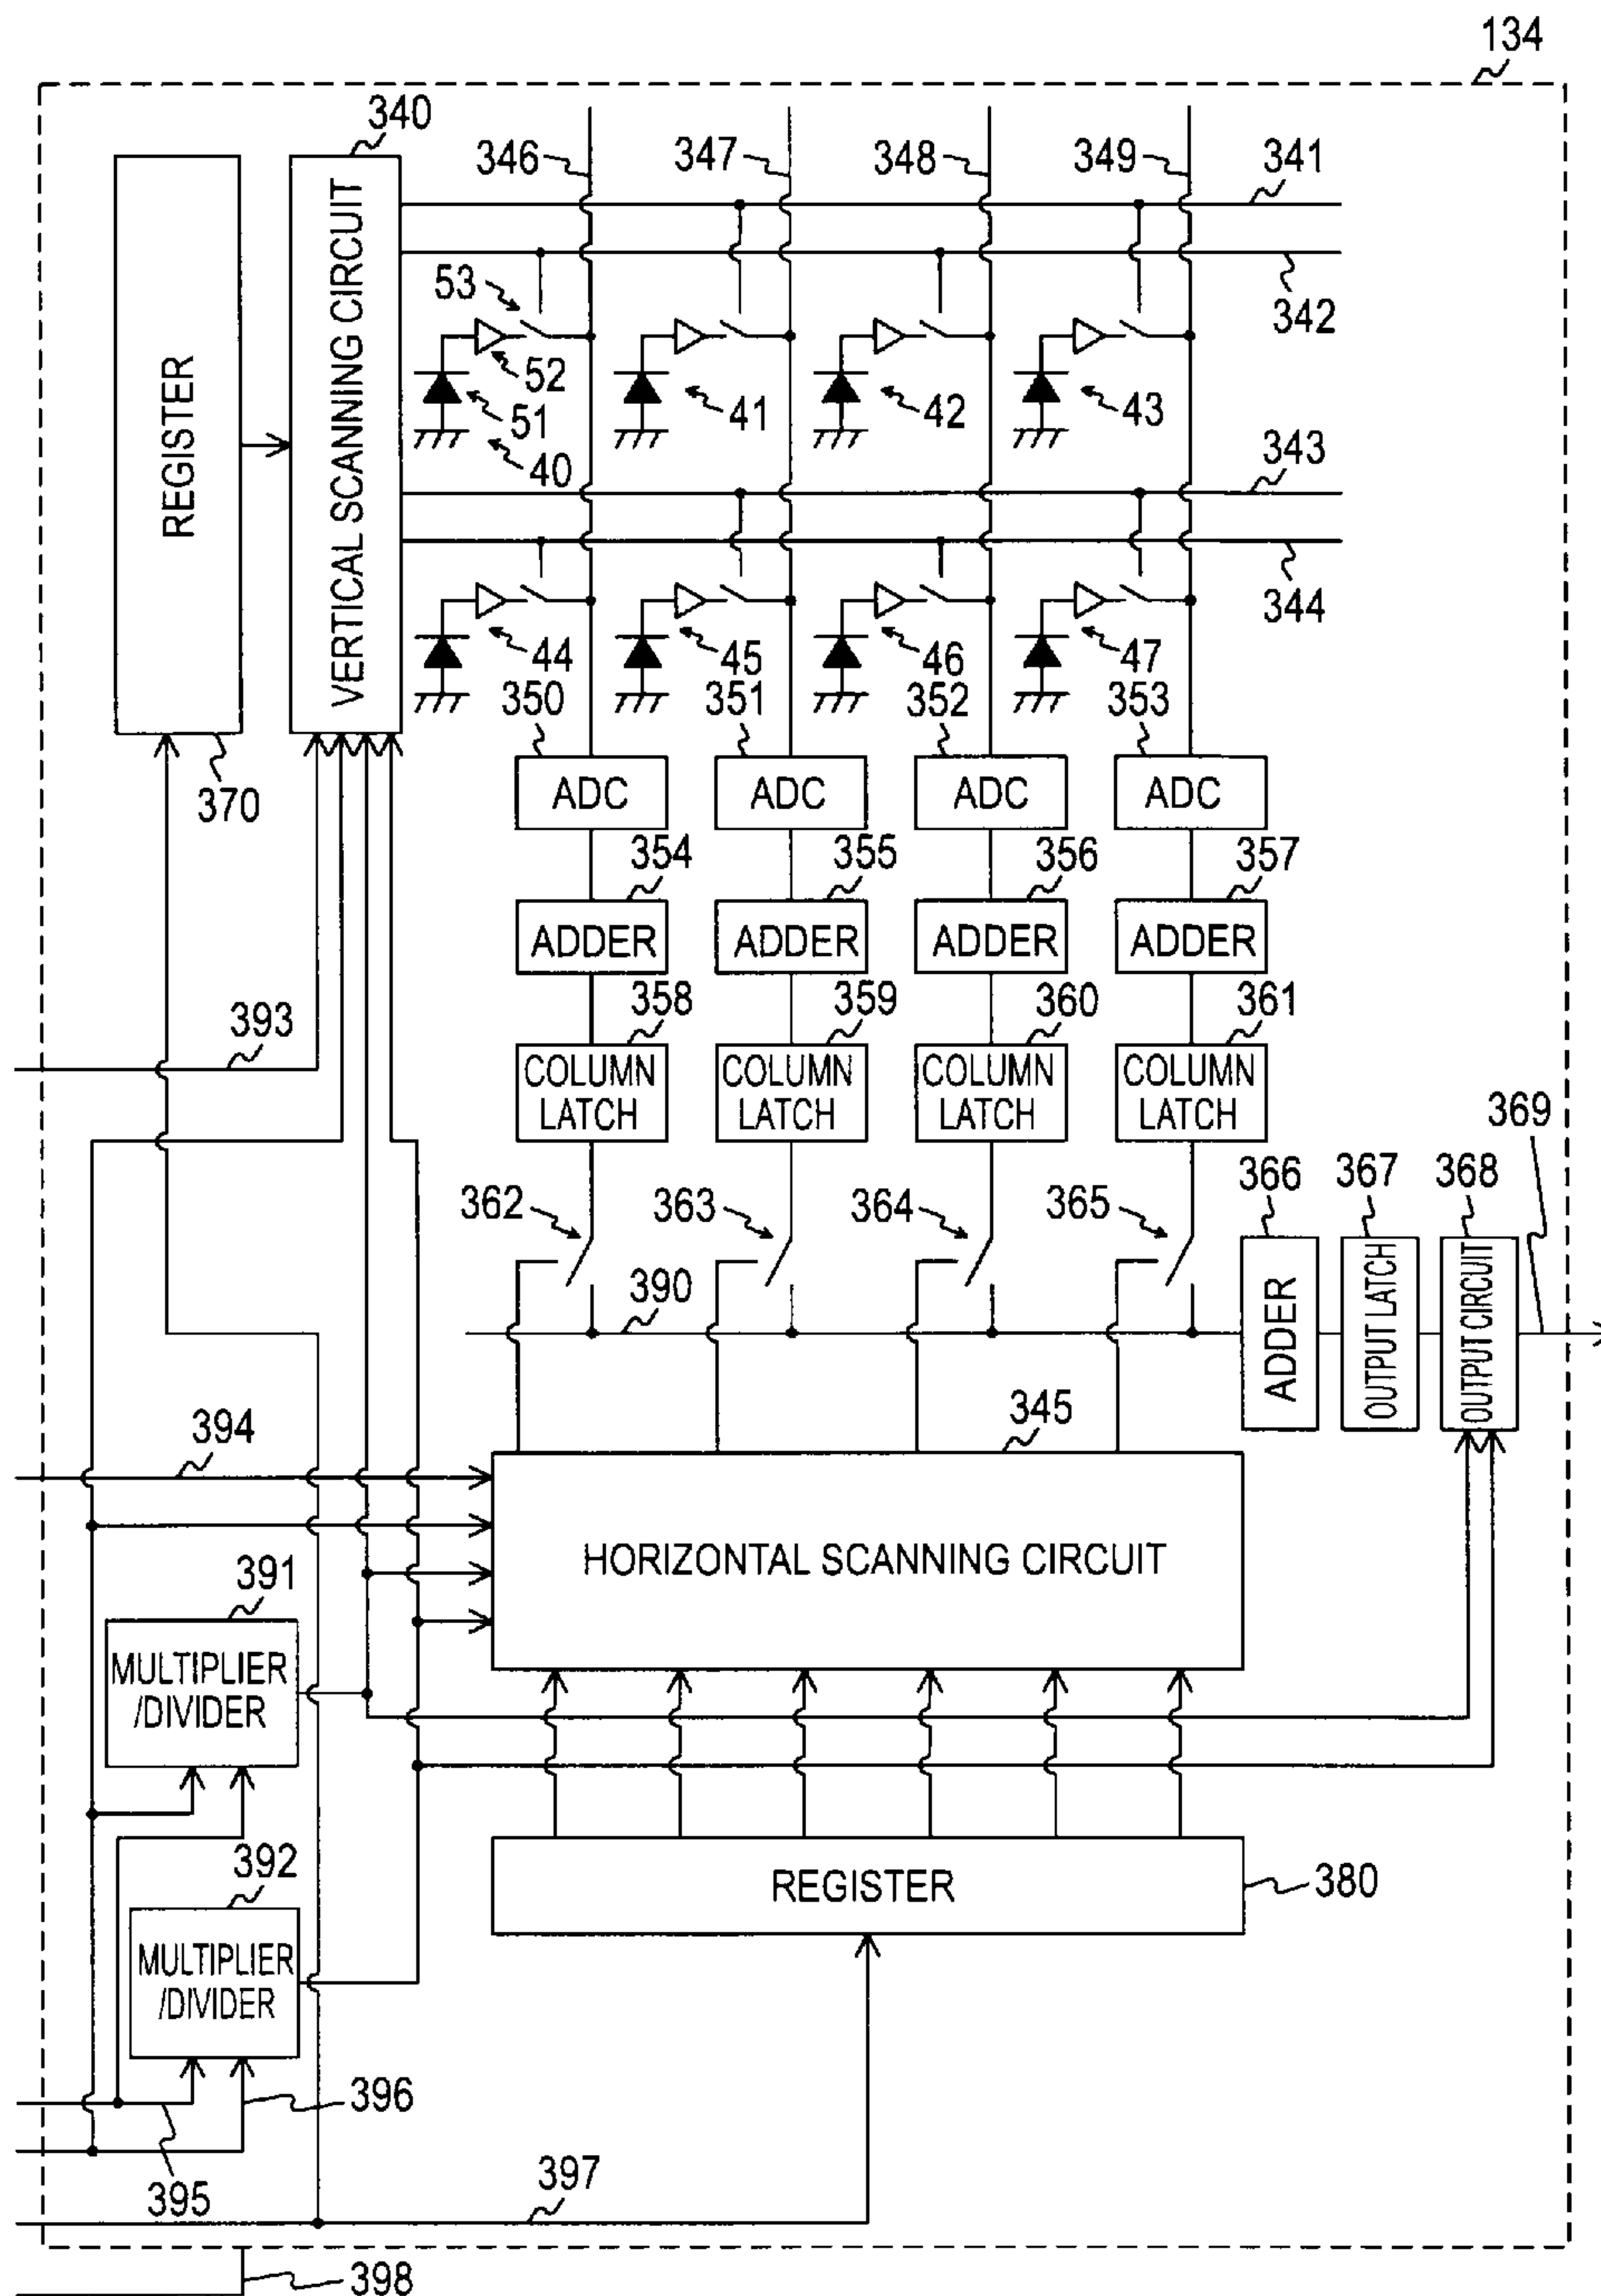 134
340
346
347
348
349
341
REGISTER
VERTICAL SCANNING CIRCUIT
53
342
52
51
41
42
43
40
343
344
44
45
46
47
350
351
352
353
370
ADC
ADC
ADC
ADC
354
355
356
357
ADDER
ADDER
ADDER
ADDER
393
358
359
360
361
COLUMN
LATCH
COLUMN
LATCH
COLUMN
LATCH
COLUMN
LATCH
369
362
363
364
365
366
367
368
390
ADDER
OUTPUT LATCH
OUTPUT CIRCUIT
394
345
HORIZONTAL SCANNING CIRCUIT
391
MULTIPLIER
/DIVIDER
392
REGISTER
380
MULTIPLIER
/DIVIDER
396
395
397
398